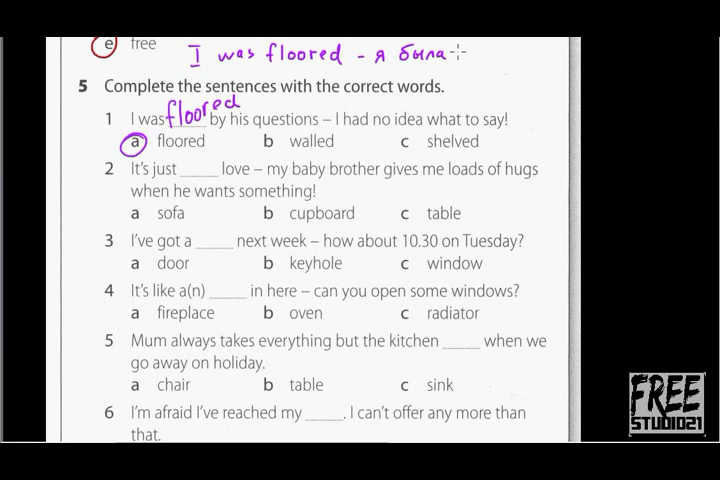 e free
I was floored - я была
5 Complete the sentences with the correct words.
1 I was floored by his questions – I had no idea what to say!
a floored b walled c shelved
2 It's just ______ love – my baby brother gives me loads of hugs
when he wants something!
a sofa b cupboard c table
3 I've got a ______ next week – how about 10.30 on Tuesday?
a door b keyhole c window
4 It's like a(n) ______ in here – can you open some windows?
a fireplace b oven c radiator
5 Mum always takes everything but the kitchen ______ when we
go away on holiday.
a chair b table c sink
6 I'm afraid I've reached my ______. I can't offer any more than
that.
FREE
STUDIO21